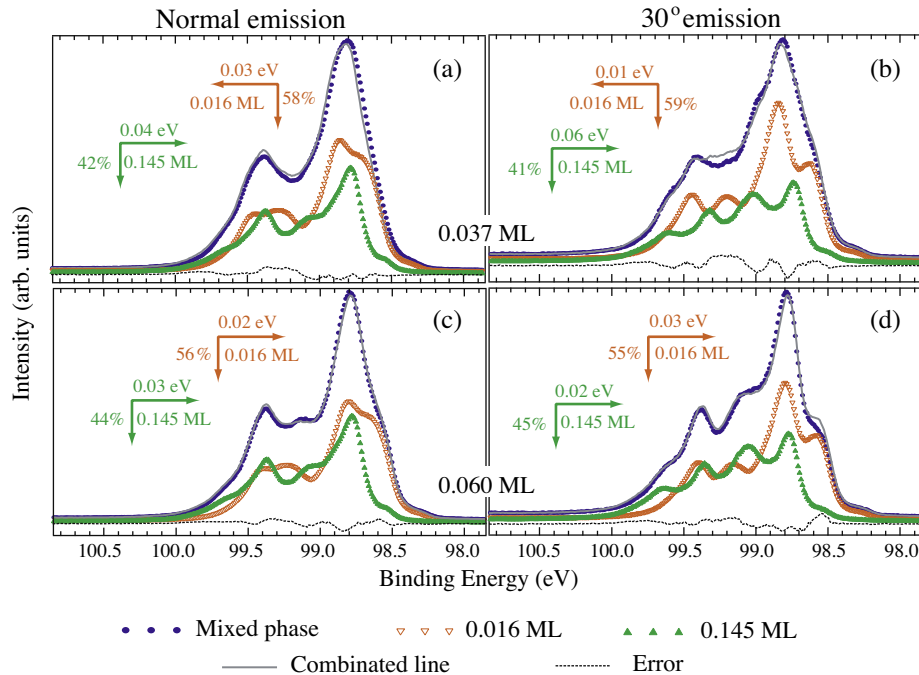 Normal emission
30° emission
(a)
0.03 eV
0.016 ML
58%
0.04 eV
42%
0.145 ML
(b)
0.01 eV
0.016 ML
59%
0.06 eV
41%
0.145 ML
0.037 ML
(c)
0.02 eV
56%
0.016 ML
0.03 eV
44%
0.145 ML
(d)
0.03 eV
55%
0.016 ML
0.02 eV
45%
0.145 ML
0.060 ML
Intensity (arb. units)
100.5 100.0 99.5 99.0 98.5 98.0
100.5 100.0 99.5 99.0 98.5 98.0
Binding Energy (eV)
Mixed phase 0.016 ML 0.145 ML
Combinated line Error